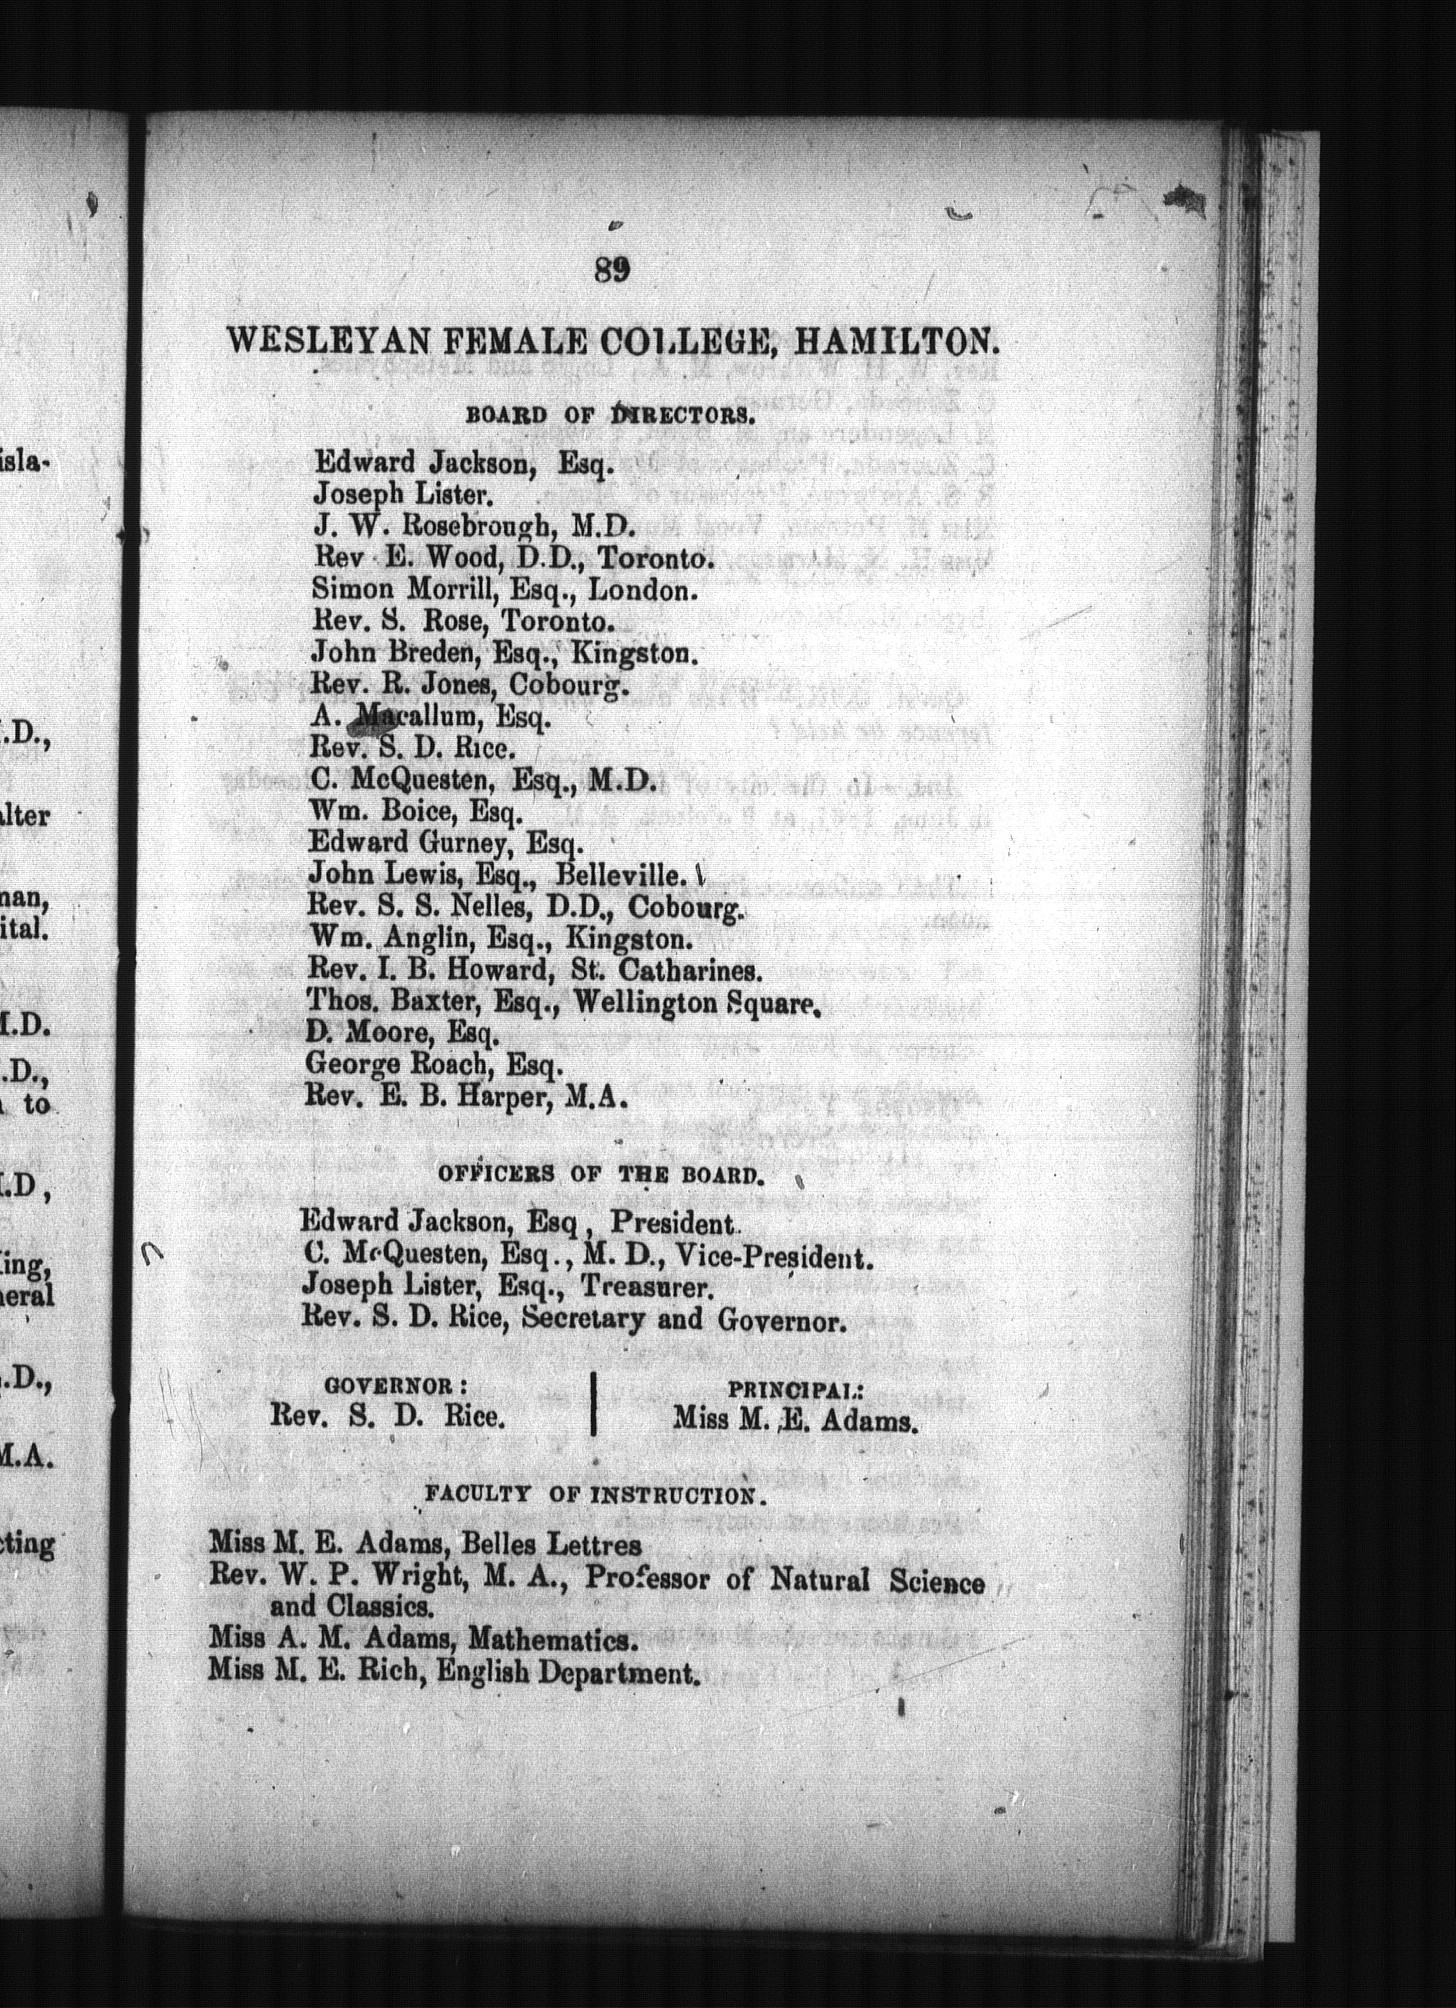 89
WESLEYAN FEMALE COLLEGE, HAMILTON.
BOARD OF DIRECTORS.
Edward Jackson, Esq.
Joseph Lister.
J. W. Rosebrough, M.D.
Rev. E. Wood, D.D., Toronto.
Simon Morrill, Esq., London.
Rev. S. Rose, Toronto.
John Breden, Esq., Kingston.
Rev. R. Jones, Cobourg.
A. Macallum, Esq.
Rev. S. D. Rice.
C. McQuesten, Esq., M.D.
Wm. Boice, Esq.
Edward Gurney, Esq.
John Lewis, Esq., Belleville.
Rev. S. S. Nelles, D.D., Cobourg.
Wm. Anglin, Esq., Kingston.
Rev. I. B. Howard, St. Catharines.
Thos. Baxter, Esq., Wellington Square.
D. Moore, Esq.
George Roach, Esq.
Rev. E. B. Harper, M.A.
OFFICERS OF THE BOARD.
Edward Jackson, Esq, President.
C. McQuesten, Esq., M. D., Vice-President.
Joseph Lister, Esq., Treasurer.
Rev. S. D. Rice, Secretary and Governor.
GOVERNOR:
Rev. S. D. Rice.
PRINCIPAL:
Miss M. E. Adams.
FACULTY OF INSTRUCTION.
Miss M. E. Adams, Belles Lettres
Rev. W. P. Wright, M. A., Professor of Natural Science
and Classics.
Miss A. M. Adams, Mathematics.
Miss M. E. Rich, English Department.